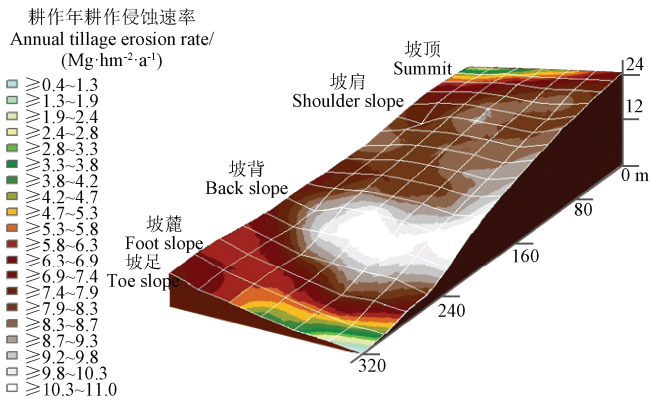 耕作年耕作侵蚀速率
Annual tillage erosion rate/
(Mg·hm-2·a-1)
≥0.4~1.3
≥1.3~1.9
≥1.9~2.4
≥2.4~2.8
≥2.8~3.3
≥3.3~3.8
≥3.8~4.2
≥4.2~4.7
≥4.7~5.3
≥5.3~5.8
≥5.8~6.3
≥6.3~6.9
≥6.9~7.4
≥7.4~7.9
≥7.9~8.3
≥8.3~8.7
≥8.7~9.3
≥9.2~9.8
≥9.8~10.3
≥10.3~11.0
坡顶
Summit
坡肩
Shoulder slope
坡背
Back slope
坡麓
Foot slope
坡足
Toe slope
24
12
0 m
80
160
240
320